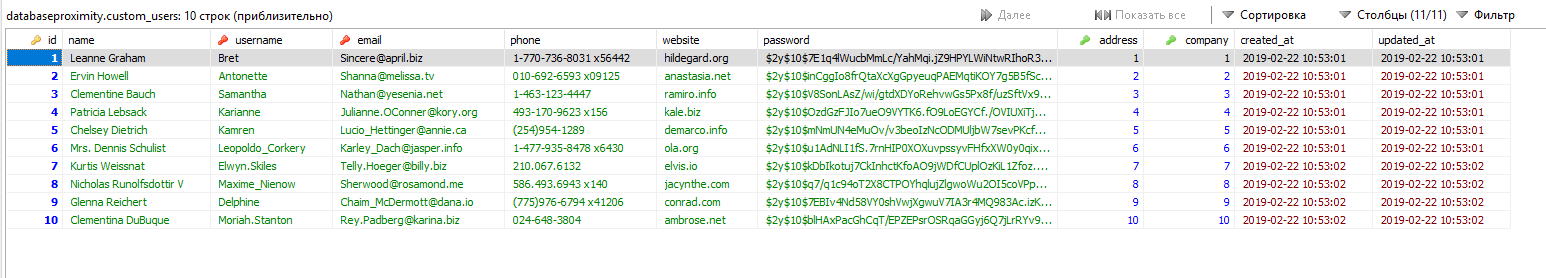 databaseproximity.custom_users: 10 строк (приблизительно) Далее Показать все Сортировка Столбцы (11/11) Фильтр
id name username email phone website password address company created_at updated_at
1 Leanne Graham Bret Sincere@april.biz 1-770-736-8031 x56442 hildegard.org $2y$10$7E1q4lWucbMmLc/YahMqi.jZ9HPYLWiNtwRIhoR3... 1 1 2019-02-22 10:53:01 2019-02-22 10:53:01
2 Ervin Howell Antonette Shanna@melissa.tv 010-692-6593 x09125 anastasia.net $2y$10$inCggIo8frQtaXcXgGpyeuqPAEMqtiKOY7g5B5fSc... 2 2 2019-02-22 10:53:01 2019-02-22 10:53:01
3 Clementine Bauch Samantha Nathan@yesenia.net 1-463-123-4447 ramiro.info $2y$10$V8SonLAsZ/wi/gtdXDYoRehvwGs5Px8f/uzSftVx9... 3 3 2019-02-22 10:53:01 2019-02-22 10:53:01
4 Patricia Lebsack Karianne Julianne.OConner@kory.org 493-170-9623 x156 kale.biz $2y$10$OzdGzFJIo7ueO9VYTK6.fO9LoEGYCf./OVIUXiTj... 4 4 2019-02-22 10:53:01 2019-02-22 10:53:01
5 Chelsey Dietrich Kamren Lucio_Hettinger@annie.ca (254)954-1289 demarco.info $2y$10$mNmUN4eMuOv/v3beoIzNcODMUljbW7sevPKcf... 5 5 2019-02-22 10:53:01 2019-02-22 10:53:01
6 Mrs. Dennis Schulist Leopoldo_Corkery Karley_Dach@jasper.info 1-477-935-8478 x6430 ola.org $2y$10$u1AdNLI1fS.7rnHIP0XOXuvpssyvFHfxXW0y0qix... 6 6 2019-02-22 10:53:01 2019-02-22 10:53:01
7 Kurtis Weissnat Elwyn.Skiles Telly.Hoeger@billy.biz 210.067.6132 elvis.io $2y$10$kDbIkotuj7CkInhctKfoAO9jWDfCUplOzKiL1Zfoz.... 7 7 2019-02-22 10:53:02 2019-02-22 10:53:02
8 Nicholas Runolfsdottir V Maxime_Nienow Sherwood@rosamond.me 586.493.6943 x140 jacynthe.com $2y$10$q7/q1c94oT2X8CTPOYhqlujZlgwoWu2OI5coVPp... 8 8 2019-02-22 10:53:02 2019-02-22 10:53:02
9 Glenna Reichert Delphine Chaim_McDermott@dana.io (775)976-6794 x41206 conrad.com $2y$10$7EBIv4Nd58VY0shVwjXgwuV7IA3r4MQ983Ac.izK... 9 9 2019-02-22 10:53:02 2019-02-22 10:53:02
10 Clementina DuBuque Moriah.Stanton Rey.Padberg@karina.biz 024-648-3804 ambrose.net $2y$10$blHAxPacGhCqT/EPZEPsrOSRqaGGyj6Q7jLrRYv9... 10 10 2019-02-22 10:53:02 2019-02-22 10:53:02